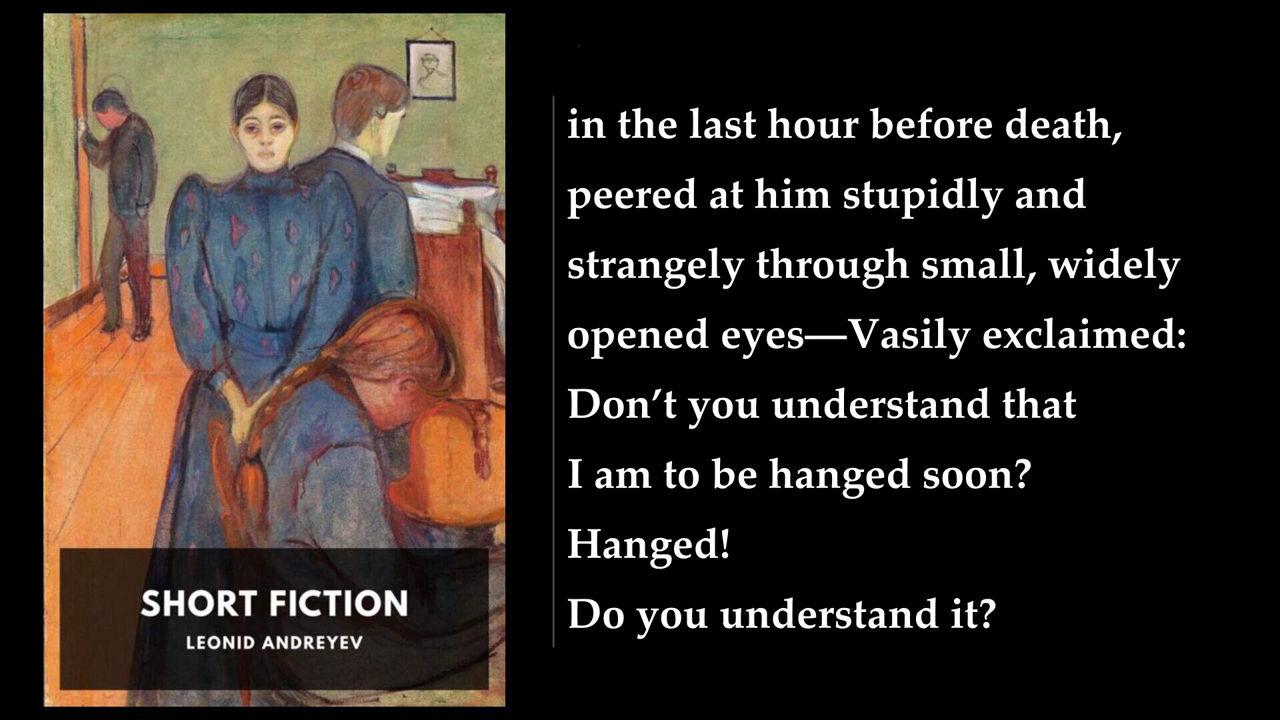 SHORT FICTION
LEONID ANDREYEV
in the last hour before death,
peered at him stupidly and
strangely through small, widely
opened eyes—Vasily exclaimed:
Don’t you understand that
I am to be hanged soon?
Hanged!
Do you understand it?